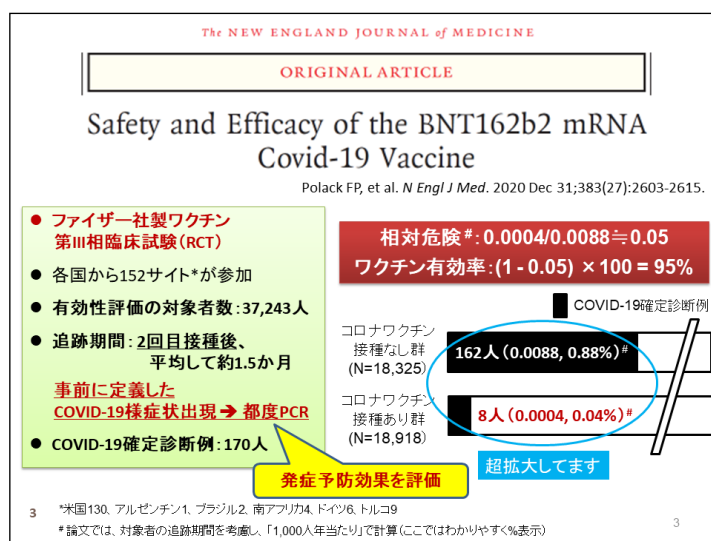 The NEW ENGLAND JOURNAL of MEDICINE
ORIGINAL ARTICLE
Safety and Efficacy of the BNT162b2 mRNA
Covid-19 Vaccine
Polack FP, et al. N Engl J Med. 2020 Dec 31;383(27):2603-2615.
● ファイザー社製ワクチン
第III相臨床試験(RCT)
● 各国から152サイト*が参加
● 有効性評価の対象者数:37,243人
● 追跡期間:2回目接種後、
平均して約1.5か月
事前に定義した
COVID-19様症状出現➔ 都度PCR
● COVID-19確定診断例:170人
発症予防効果を評価
相対危険#:0.0004/0.0088≒0.05
ワクチン有効率:(1 - 0.05) ×100 = 95%
COVID-19確定診断例
コロナワクチン
接種なし群
(N=18,325)
162人(0.0088, 0.88%)#
コロナワクチン
接種あり群
(N=18,918)
8人(0.0004, 0.04%)#
超拡大してます
3
*米国130、アルゼンチン1、ブラジル2、南アフリカ4、ドイツ6、トルコ9
#論文では、対象者の追跡期間を考慮し、「1,000人年当たり」で計算(ここではわかりやすく%表示)
3